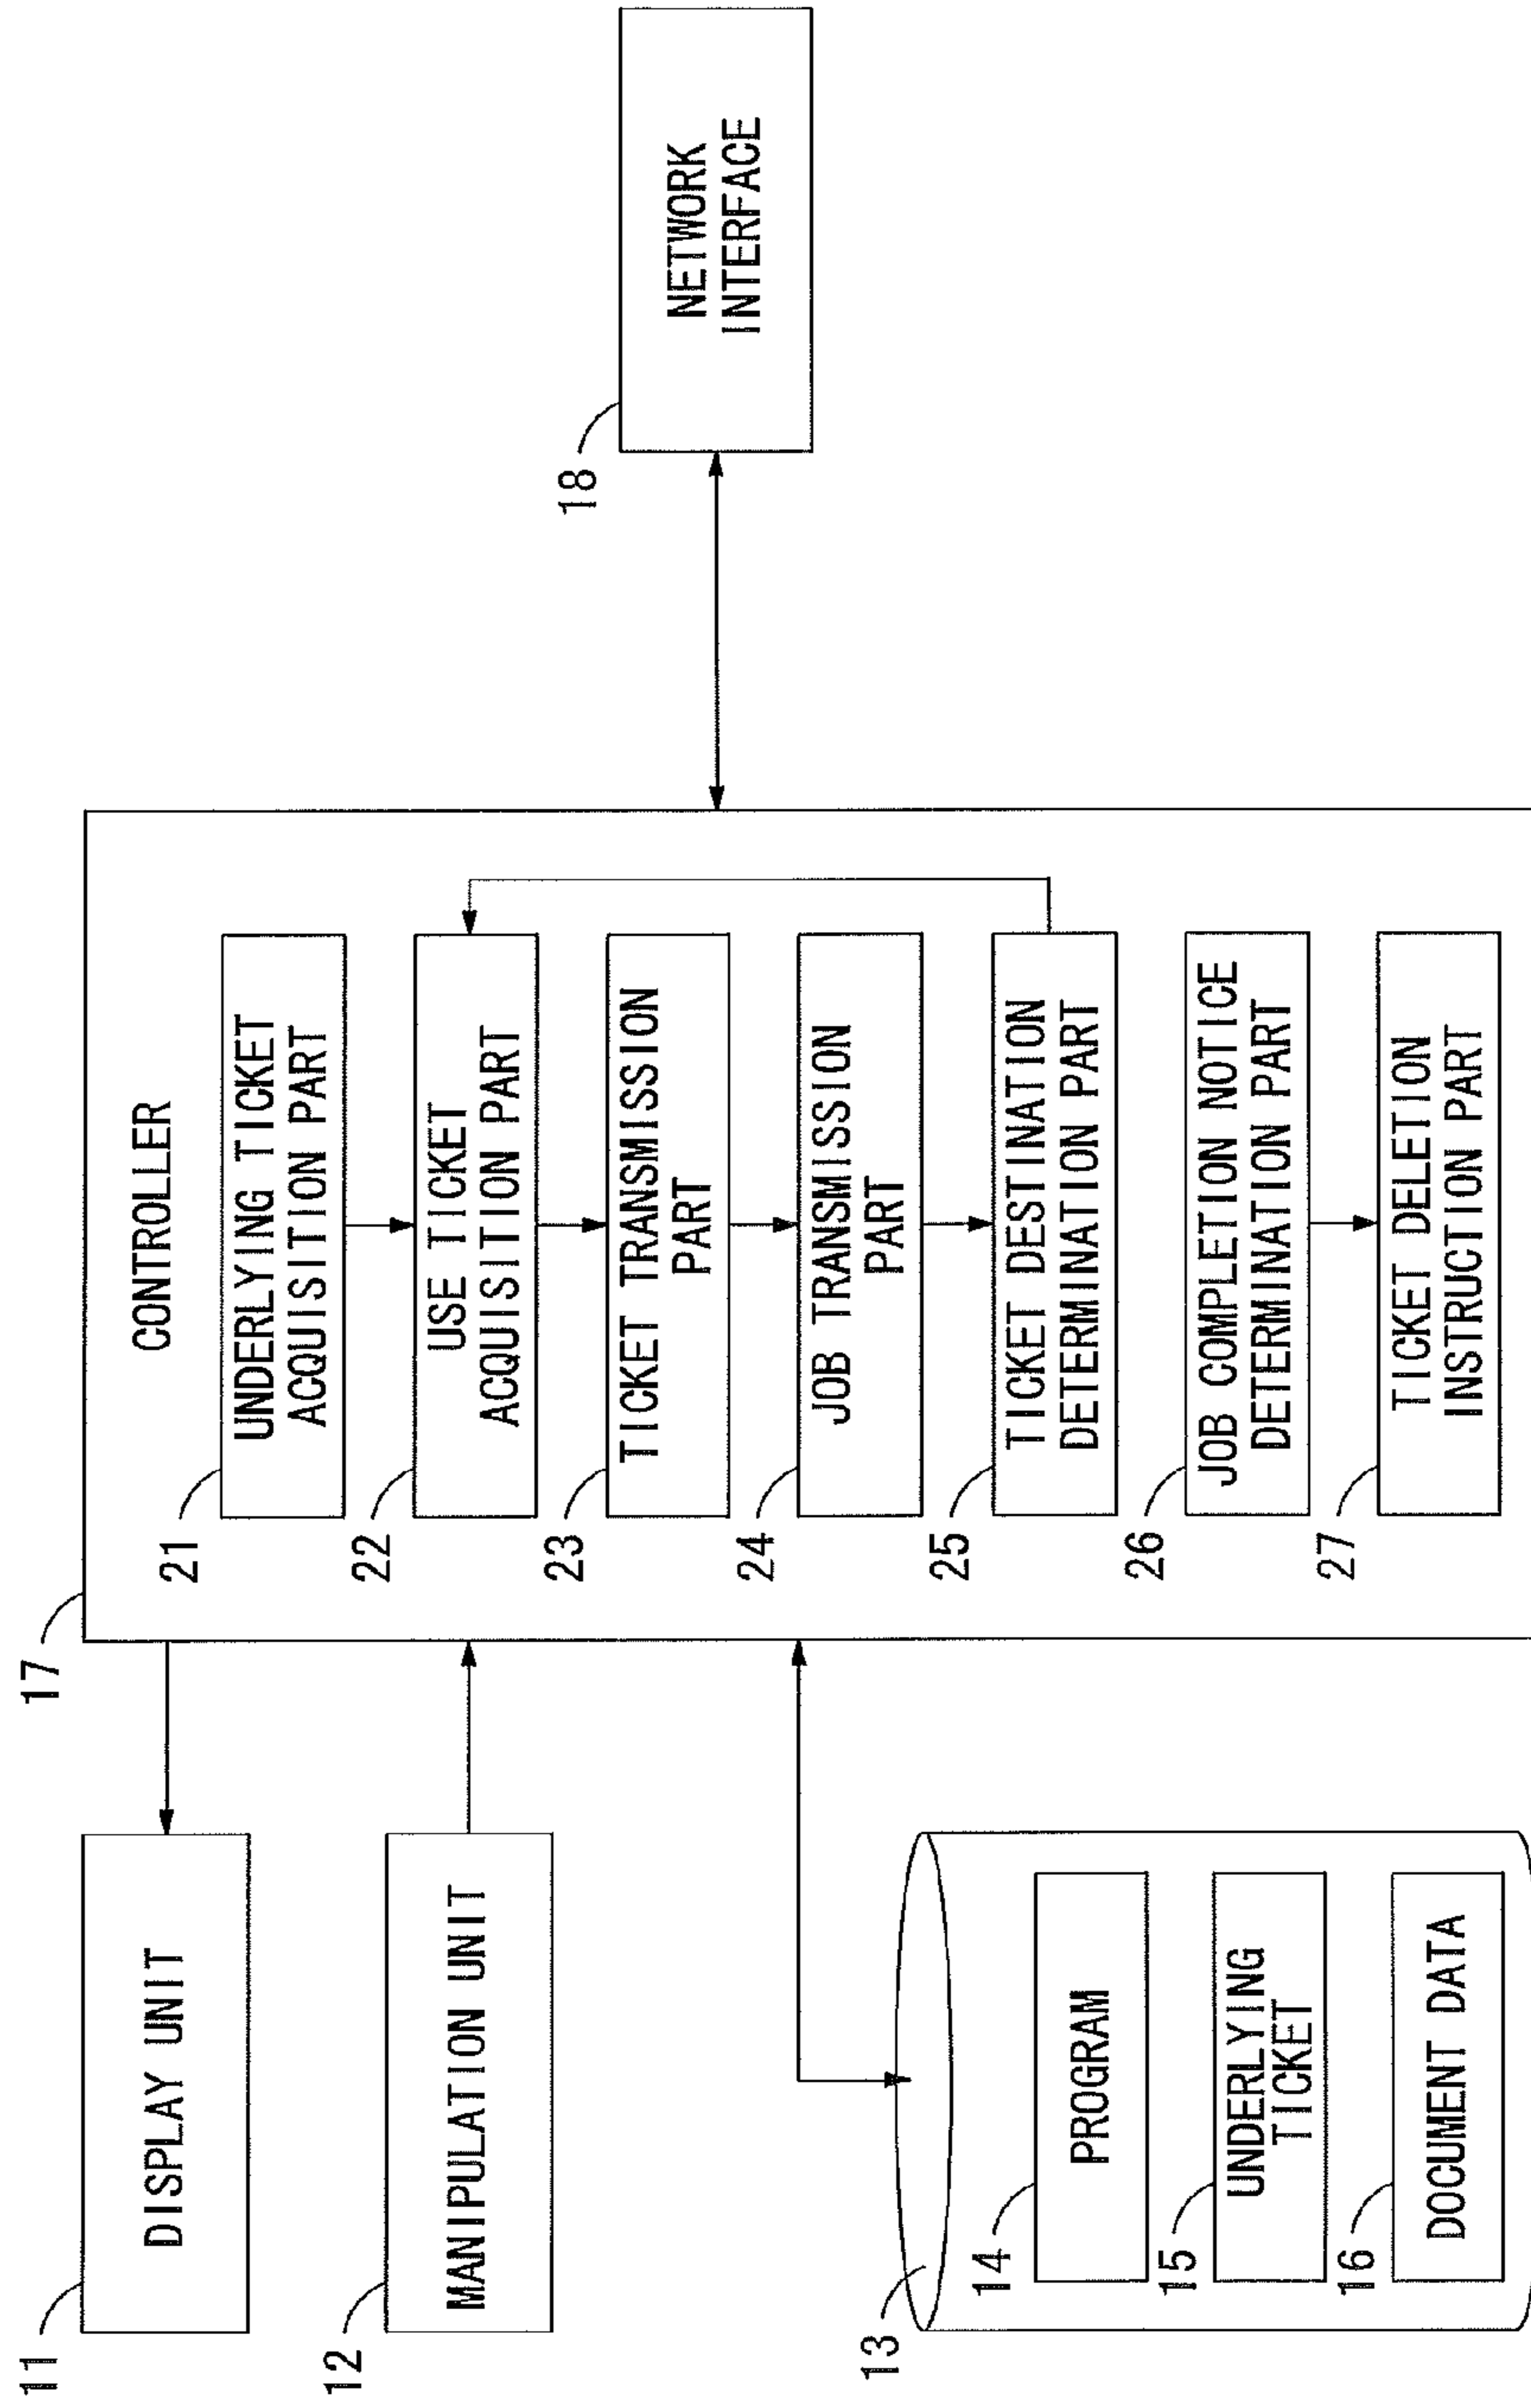 11
DISPLAY UNIT
12
MANIPULATION UNIT
13
14
PROGRAM
15
UNDERLYING
TICKET
16
DOCUMENT DATA
17
CONTROLLER
21
UNDERLYING TICKET
ACQUISITION PART
22
USE TICKET
ACQUISITION PART
23
TICKET TRANSMISSION
PART
24
JOB TRANSMISSION
PART
25
TICKET DESTINATION
DETERMINATION PART
26
JOB COMPLETION NOTICE
DETERMINATION PART
27
TICKET DELETION
INSTRUCTION PART
18
NETWORK
INTERFACE